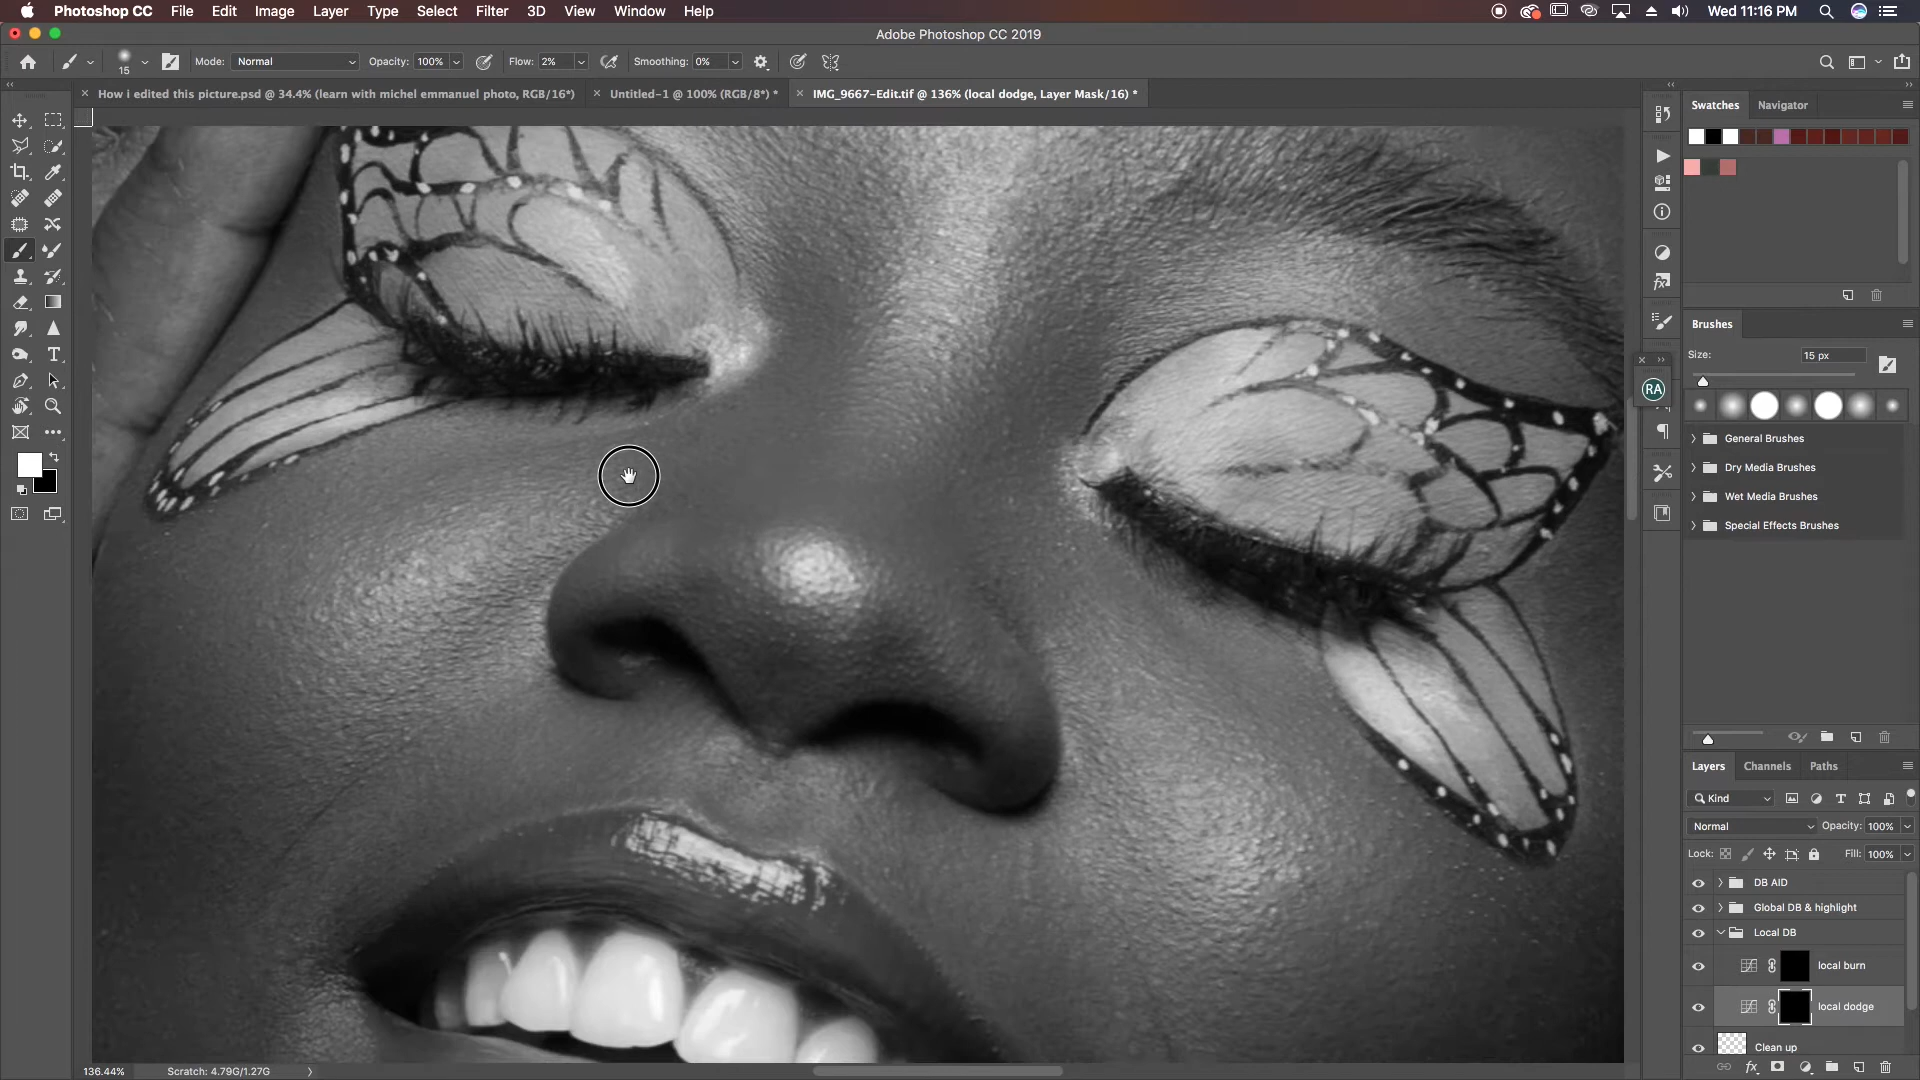 Photoshop CC File Edit Image Layer Type Select Filter 3D View Window Help Wed 11:16 PM
Adobe Photoshop CC 2019
15 Mode: Normal Opacity: 100% Flow: 2% Smoothing: 0%
How i edited this picture.psd @ 34.4% (learn with michel emmanuel photo, RGB/16*) Untitled-1 @ 100% (RGB/8*) * IMG_9667-Edit.tif @ 136% (local dodge, Layer Mask/16) *
Swatches Navigator
Brushes
Size: 15 px
RA
General Brushes
Dry Media Brushes
Wet Media Brushes
Special Effects Brushes
Layers Channels Paths
Kind
Normal Opacity: 100%
Lock: Fill: 100%
DB AID
Global DB & highlight
Local DB
local burn
local dodge
Clean up
136.44% Scratch: 4.79G/1.27G